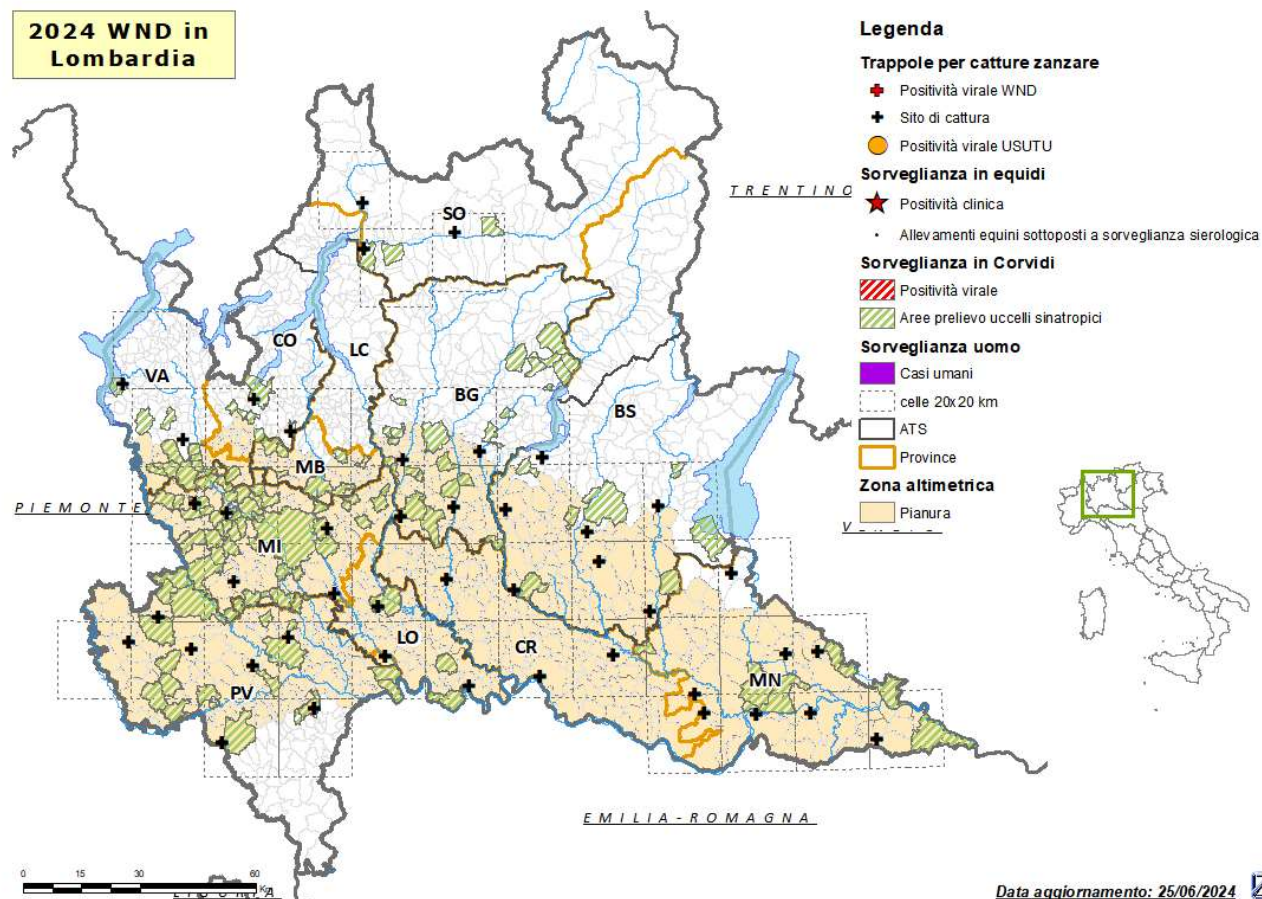 2024 WND in
Lombardia
Legenda
Trappole per catture zanzare
Positività virale WND
Sito di cattura
Positività virale USUTU
Sorveglianza in equidi
Positività clinica
Allevamenti equini sottoposti a sorveglianza sierologica
Sorveglianza in Corvidi
Positività virale
Aree prelievo uccelli sinatropici
Sorveglianza uomo
Casi umani
celle 20x20 km
ATS
Province
Zona altimetrica
Pianura
TRENTINO
SO
CO
LC
VA
BG
BS
MB
PIEMONTE
MI
LO
CR
MN
PV
EMILIA-ROMAGNA
0 15 30 60
Km
Data aggiornamento: 25/06/2024